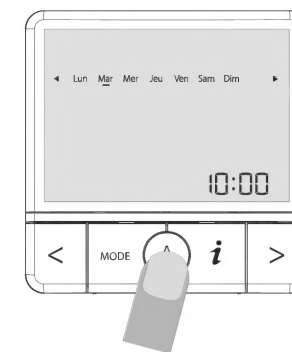 ◂ Lun Mar Mer Jeu Ven Sam Dim ▸
10:00
< MODE ^ i >